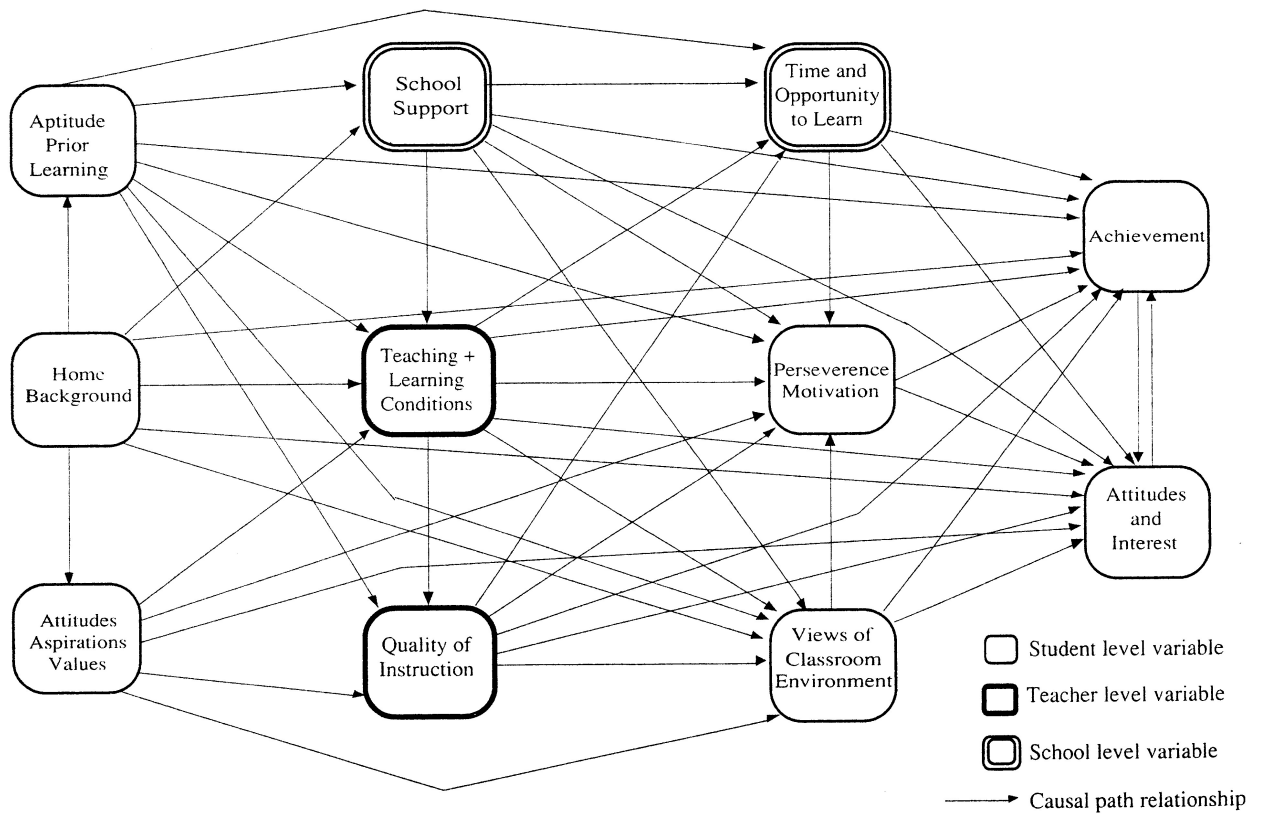 School
Support
Time and
Opportunity
to Learn
Aptitude
Prior
Learning
Achievement
Home
Background
Teaching +
Learning
Conditions
Perseverence
Motivation
Attitudes
and
Interest
Attitudes
Aspirations
Values
Quality of
Instruction
Views of
Classroom
Environment
Student level variable
Teacher level variable
School level variable
Causal path relationship